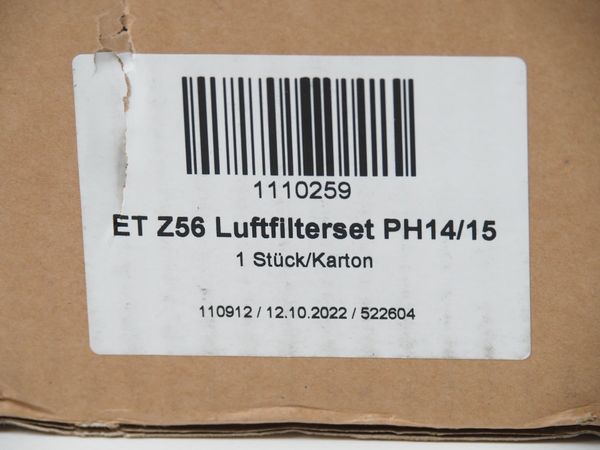 1110259
ET Z56 Luftfilterset PH14/15
1 Stück/Karton
110912 / 12.10.2022 / 522604